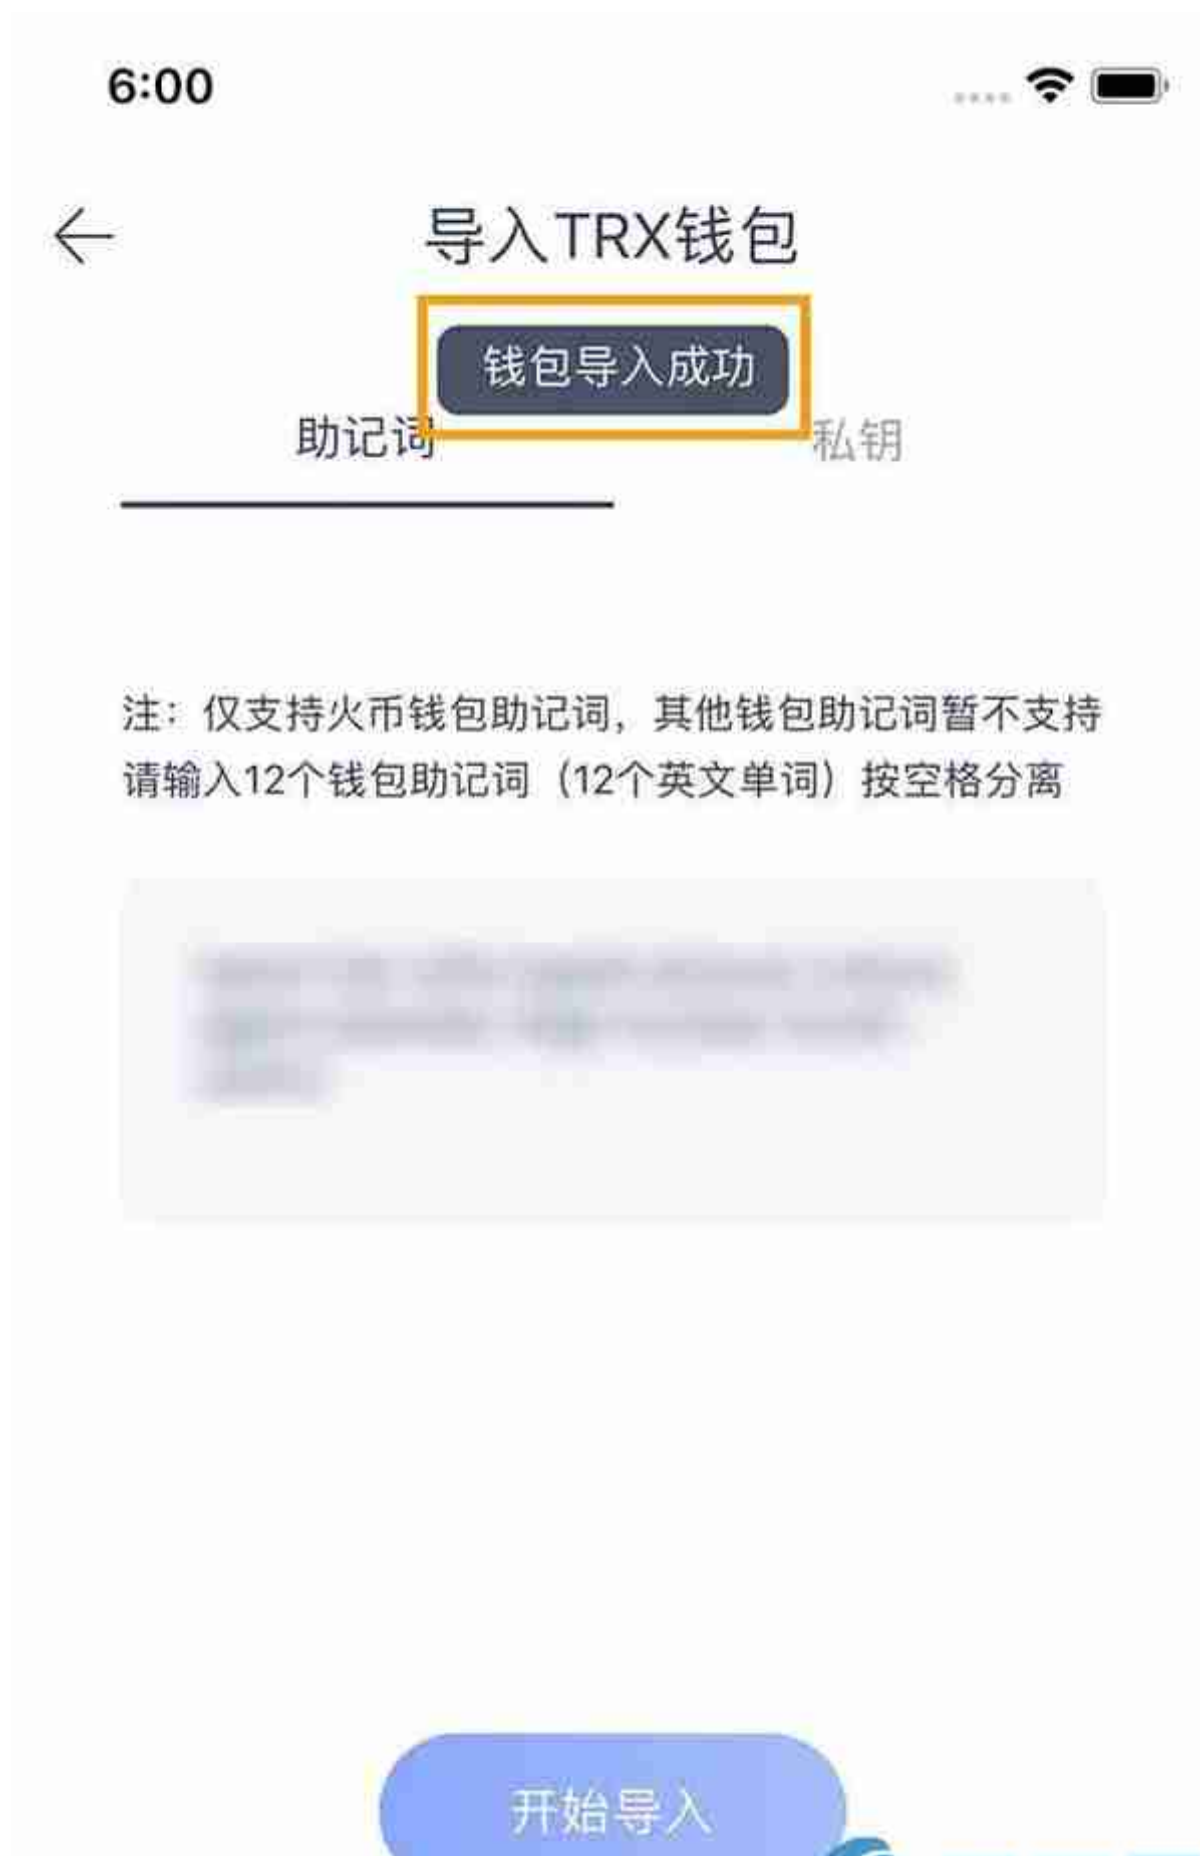 6:00
导入TRX钱包
钱包导入成功
助记词
私钥
注：仅支持火币钱包助记词，其他钱包助记词暂不支持
请输入12个钱包助记词（12个英文单词）按空格分离
开始导入